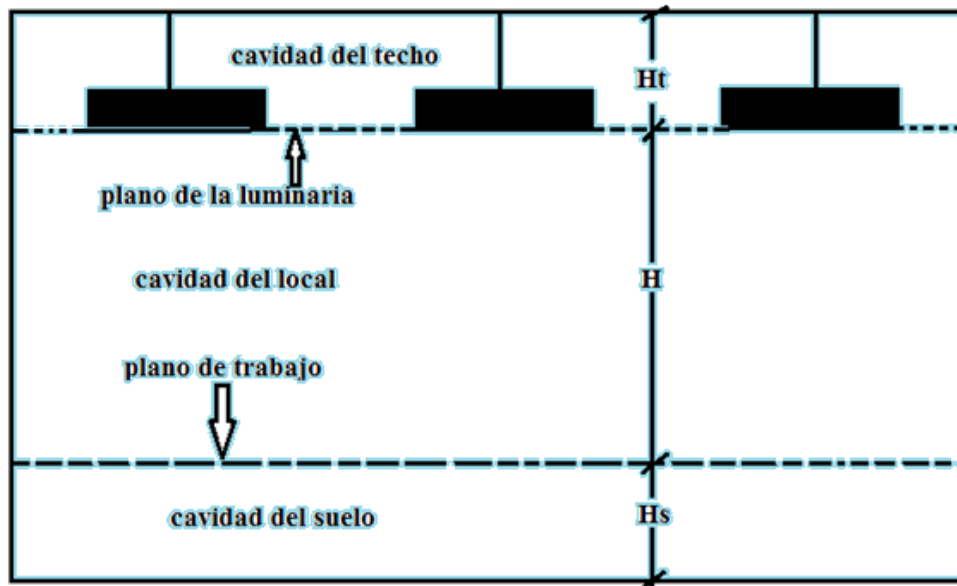 cavidad del techo
Ht
plano de la luminaria
cavidad del local
H
plano de trabajo
cavidad del suelo
Hs